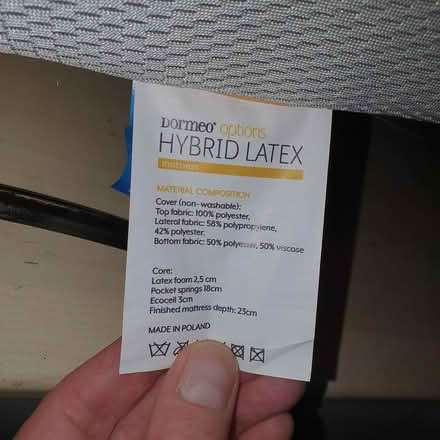 Dormeo® options
HYBRID LATEX
mattress
MATERIAL COMPOSITION
Cover (non-washable):
Top fabric: 100% polyester,
Lateral fabric: 58% polypropylene,
42% polyester,
Bottom fabric: 50% polyester, 50% viscose
Core:
Latex foam 2,5 cm
Pocket springs 18cm
Ecocell 3cm
Finished mattress depth: 23cm
MADE IN POLAND